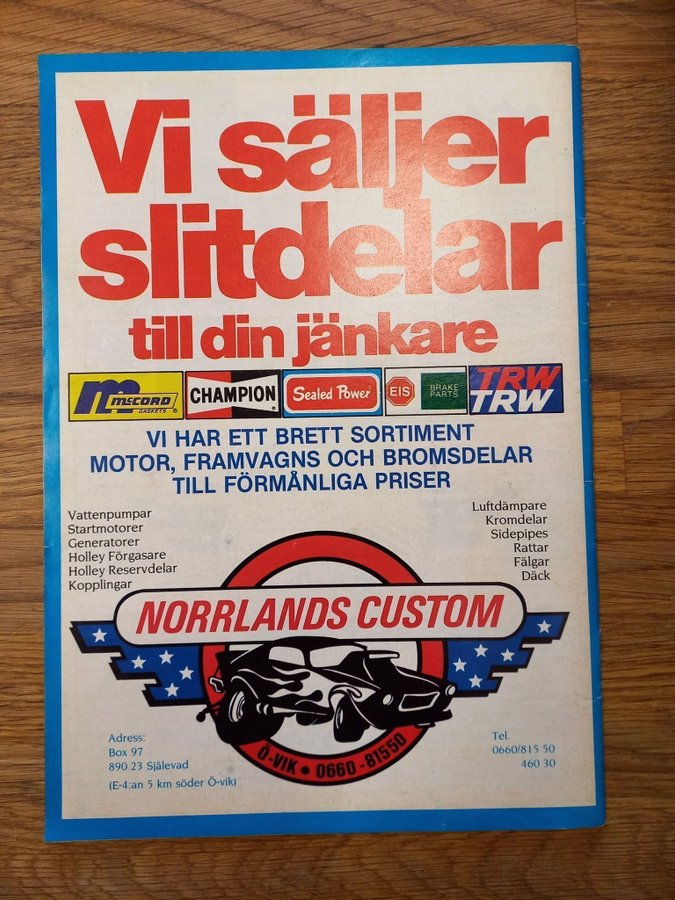 Vi säljer
slitdelar
till din jänkare
m McCORD GASKETS ®
CHAMPION
Sealed Power
EIS BRAKE PARTS
TRW
TRW
VI HAR ETT BRETT SORTIMENT
MOTOR, FRAMVAGNS OCH BROMSDELAR
TILL FÖRMÅNLIGA PRISER
Vattenpumpar
Startmotorer
Generatorer
Holley Förgasare
Holley Reservdelar
Kopplingar
Luftdämpare
Kromdelar
Sidepipes
Rattar
Fälgar
Däck
NORRLANDS CUSTOM
Ö-VIK • 0660-81550
Adress:
Box 97
890 23 Själevad
(E-4:an 5 km söder Ö-vik)
Tel.
0660/815 50
460 30